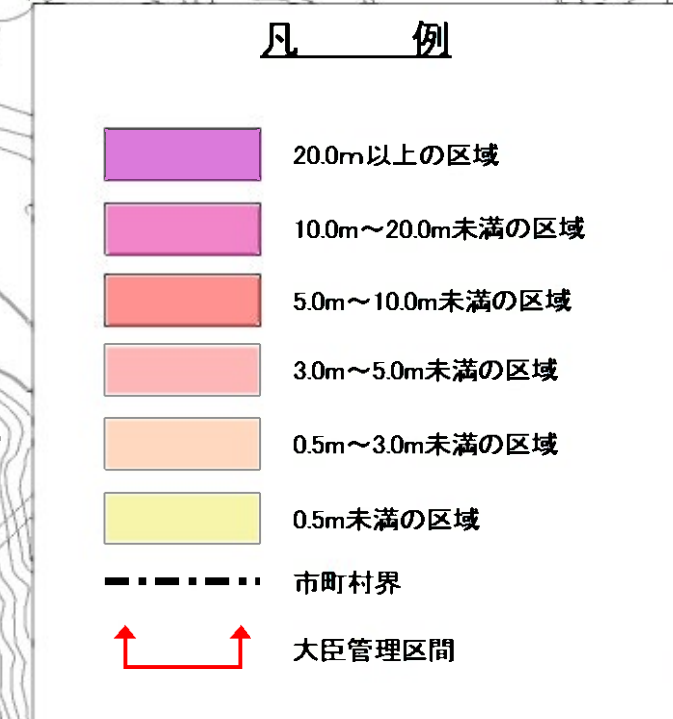 凡 例
20.0m以上の区域
10.0m～20.0m未満の区域
5.0m～10.0m未満の区域
3.0m～5.0m未満の区域
0.5m～3.0m未満の区域
0.5m未満の区域
市町村界
大臣管理区間